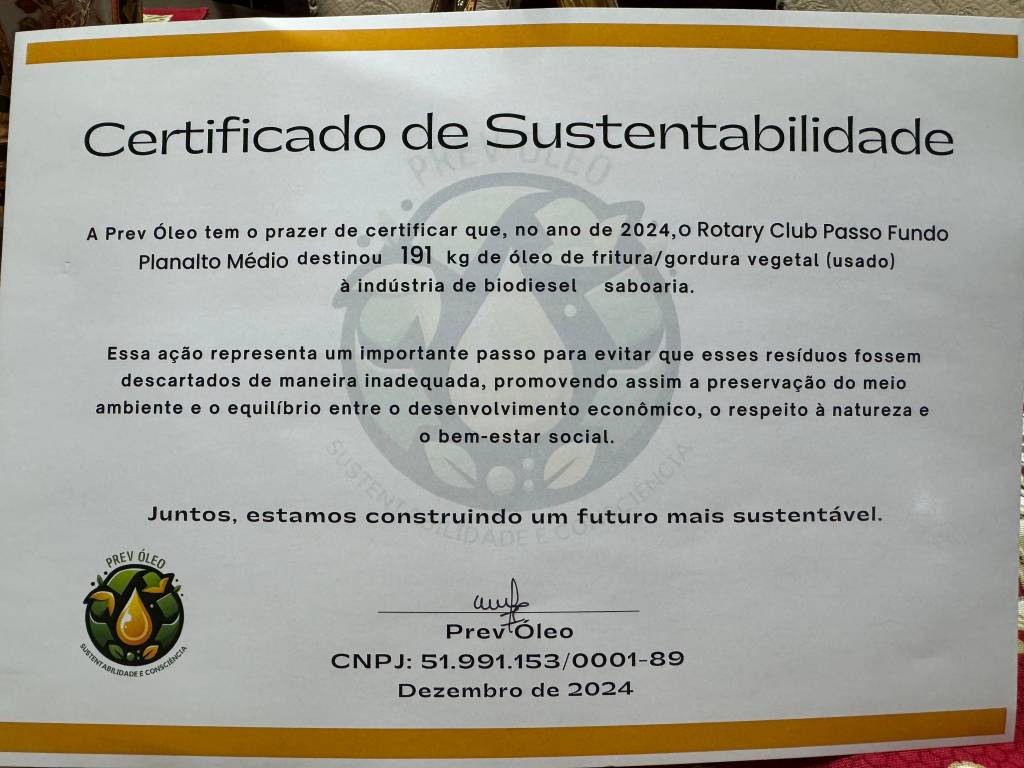 Certificado de Sustentabilidade
PREV ÓLEO
A Prev Óleo tem o prazer de certificar que, no ano de 2024,o Rotary Club Passo Fundo
Planalto Médio destinou 191 kg de óleo de fritura/gordura vegetal (usado)
à indústria de biodiesel saboaria.
Essa ação representa um importante passo para evitar que esses resíduos fossem
descartados de maneira inadequada, promovendo assim a preservação do meio
ambiente e o equilíbrio entre o desenvolvimento econômico, o respeito à natureza e
o bem-estar social.
SUSTENTABILIDADE E CONSCIÊNCIA
Juntos, estamos construindo um futuro mais sustentável.
PREV ÓLEO
SUSTENTABILIDADE E CONSCIÊNCIA
Prev Óleo
CNPJ: 51.991.153/0001-89
Dezembro de 2024